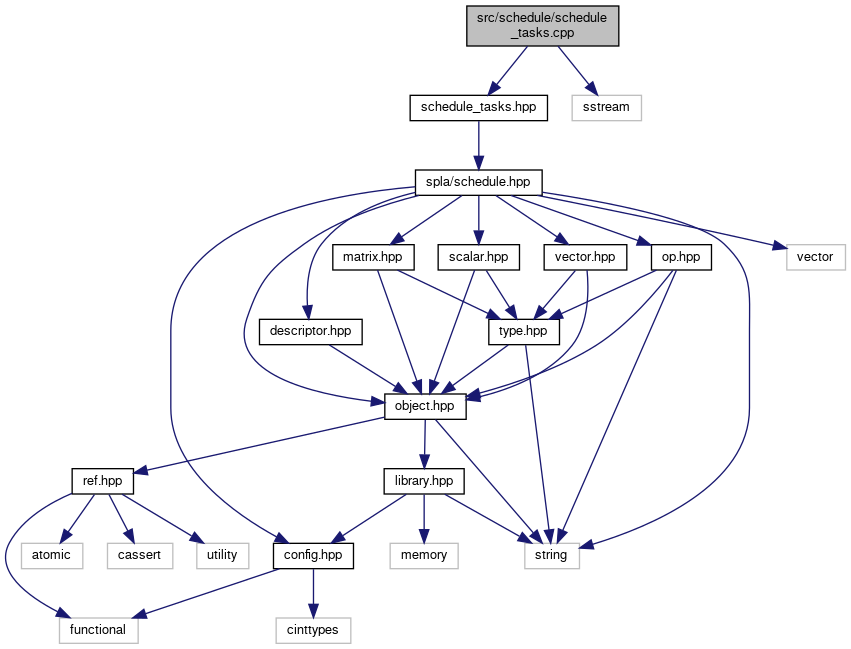 src/schedule/schedule
_tasks.cpp
schedule_tasks.hpp
sstream
spla/schedule.hpp
matrix.hpp
scalar.hpp
vector.hpp
op.hpp
vector
descriptor.hpp
type.hpp
object.hpp
ref.hpp
library.hpp
atomic
cassert
utility
config.hpp
memory
string
functional
cinttypes